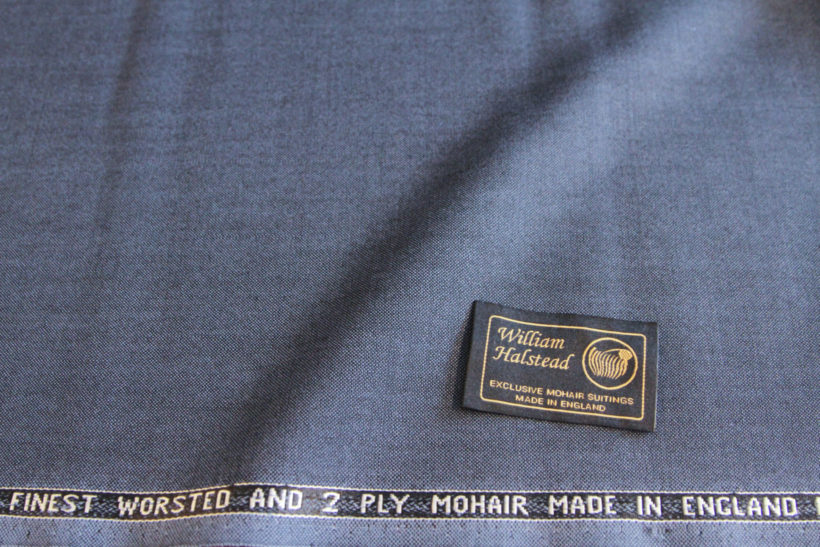 William
Halstead
EXCLUSIVE MOHAIR SUITINGS
MADE IN ENGLAND
FINEST WORSTED AND 2 PLY MOHAIR MADE IN ENGLAND